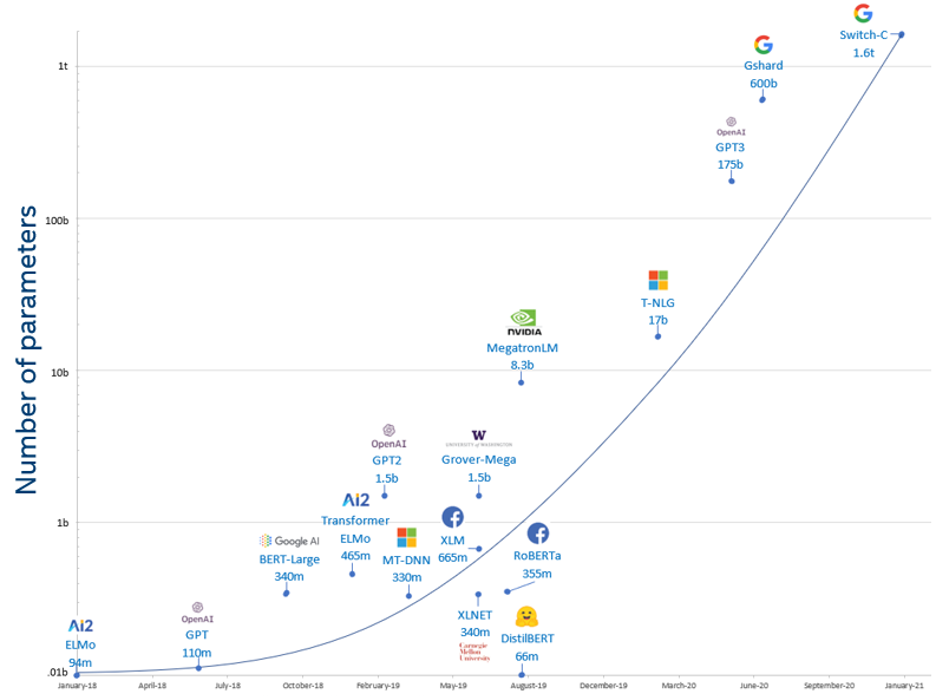 Number of parameters
1t
100b
10b
1b
.01b
January-18
April-18
July-18
October-18
February-19
May-19
August-19
December-19
March-20
June-20
September-20
January-21
AI2
ELMo
94m
OpenAI
GPT
110m
Google AI
BERT-Large
340m
AI2
Transformer
ELMo
465m
OpenAI
GPT2
1.5b
MT-DNN
330m
XLM
665m
W
UNIVERSITY of WASHINGTON
Grover-Mega
1.5b
XLNET
340m
Carnegie
Mellon
University
NVIDIA
MegatronLM
8.3b
RoBERTa
355m
DistilBERT
66m
T-NLG
17b
OpenAI
GPT3
175b
G
Gshard
600b
G
Switch-C
1.6t